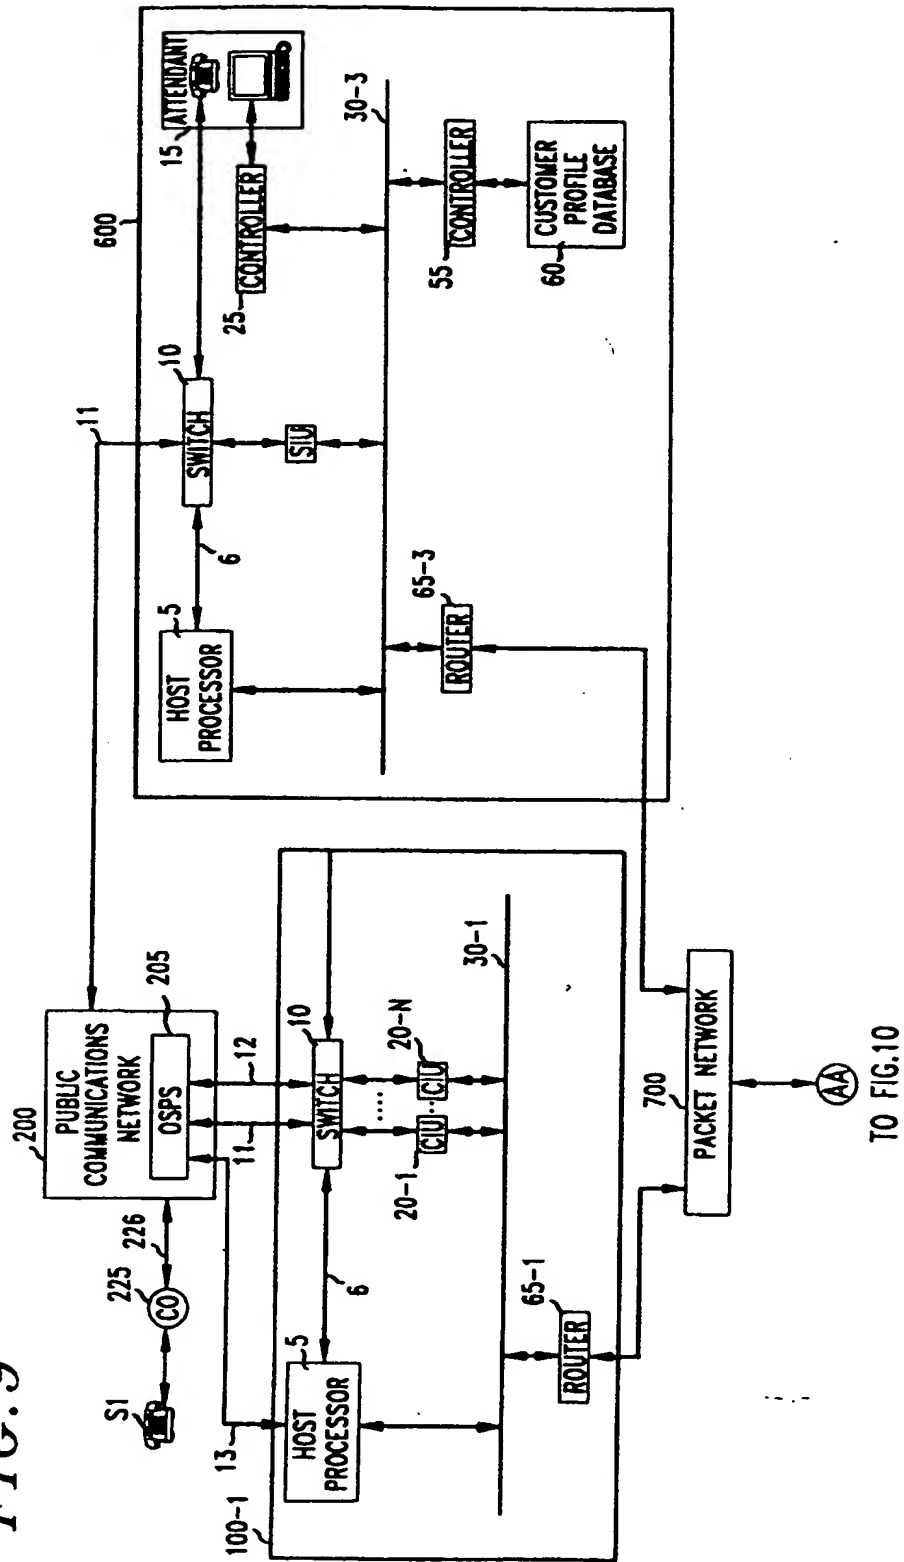 FIG. 9
S1
225
CO
226
200
PUBLIC
COMMUNICATIONS
NETWORK
205
OSPS
13
11
12
11
100-1
5
HOST
PROCESSOR
6
10
SWITCH
.....
20-1
CIU
...
20-N
CIU
30-1
65-1
ROUTER
600
5
HOST
PROCESSOR
6
10
SWITCH
SIU
15
ATTENDANT
25
CONTROLLER
30-3
65-3
ROUTER
55
CONTROLLER
60
CUSTOMER
PROFILE
DATABASE
700
PACKET NETWORK
AA
TO FIG.10